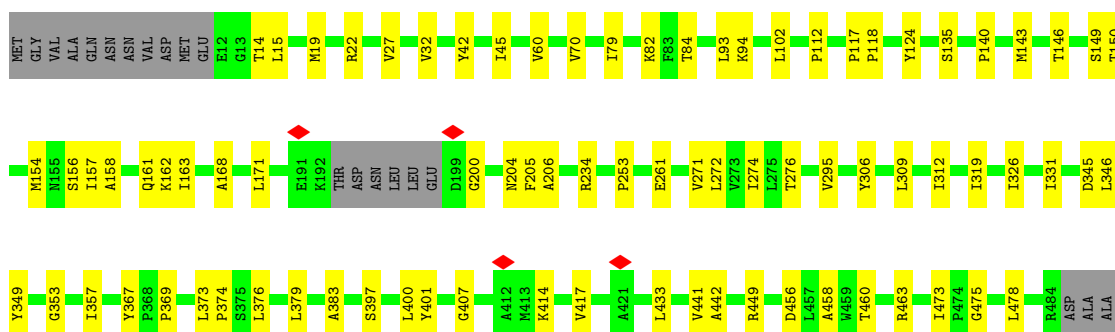 MET GLY VAL ALA GLN ASN ASN VAL ASP MET GLU E12 G13 T14 L15 M19 R22 V27 V32 Y42 I45 V60 V70 I79 K82 F83 T84 L93 K94 L102 P112 P117 P118 Y124 S135 P140 M143 T146 S149 T150
M154 N155 S156 I157 A158 Q161 K162 I163 A168 L171 E191 K192 THR ASP ASN LEU LEU GLU D199 G200 N204 F205 A206 R234 P253 E261 V271 L272 V273 I274 L275 T276 V295 Y306 L309 I312 I319 I326 I331 D345 L346
Y349 G353 I357 Y367 P368 P369 L373 P374 S375 L376 L379 A383 S397 L400 Y401 G407 A412 M413 K414 V417 A421 L433 V441 A442 R449 D456 L457 A458 W459 T460 R463 I473 P474 G475 L478 R484 ASP ALA ALA